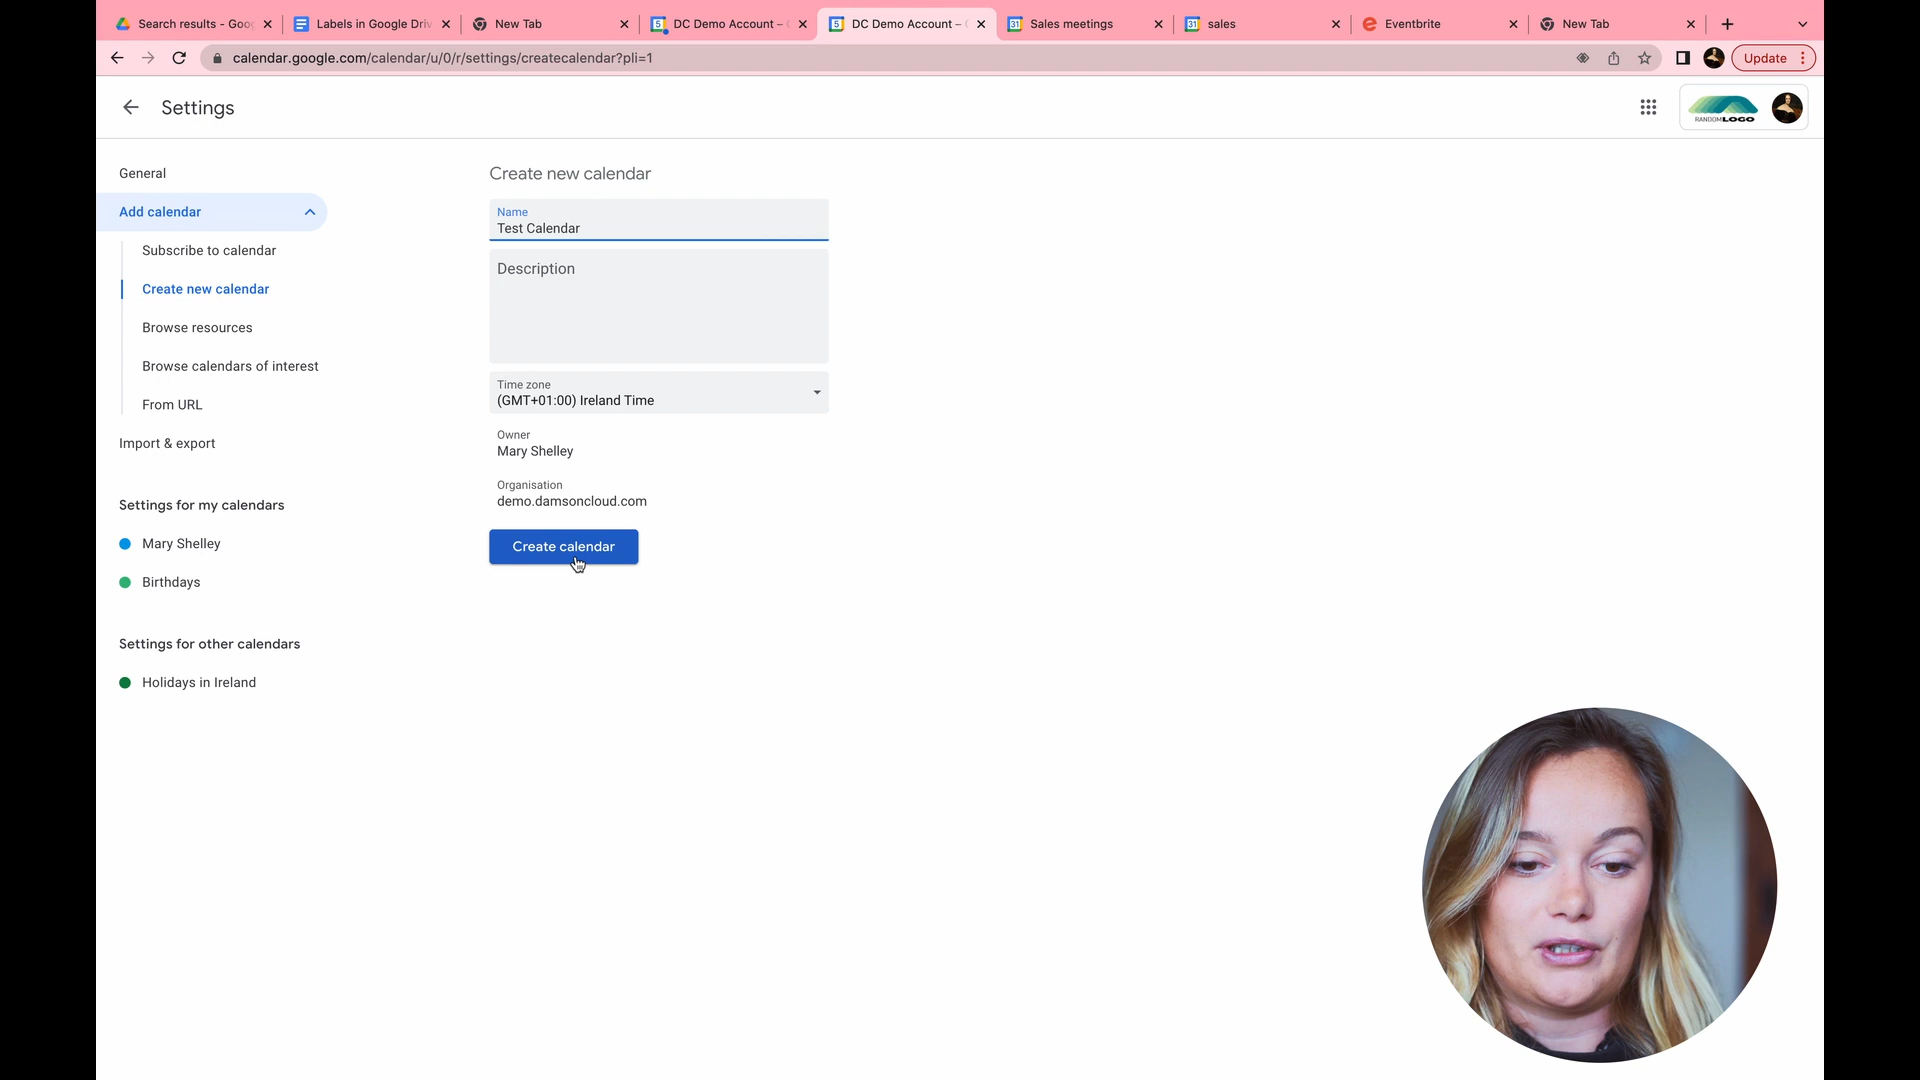 Search results - Goo
Labels in Google Driv
New Tab
DC Demo Account –
DC Demo Account –
Sales meetings
sales
Eventbrite
New Tab
calendar.google.com/calendar/u/0/r/settings/createcalendar?pli=1
Update
Settings
RANDOMLOGO
General
Add calendar
Subscribe to calendar
Create new calendar
Browse resources
Browse calendars of interest
From URL
Import & export
Settings for my calendars
Mary Shelley
Birthdays
Settings for other calendars
Holidays in Ireland
Create new calendar
Name
Test Calendar
Description
Time zone
(GMT+01:00) Ireland Time
Owner
Mary Shelley
Organisation
demo.damsoncloud.com
Create calendar